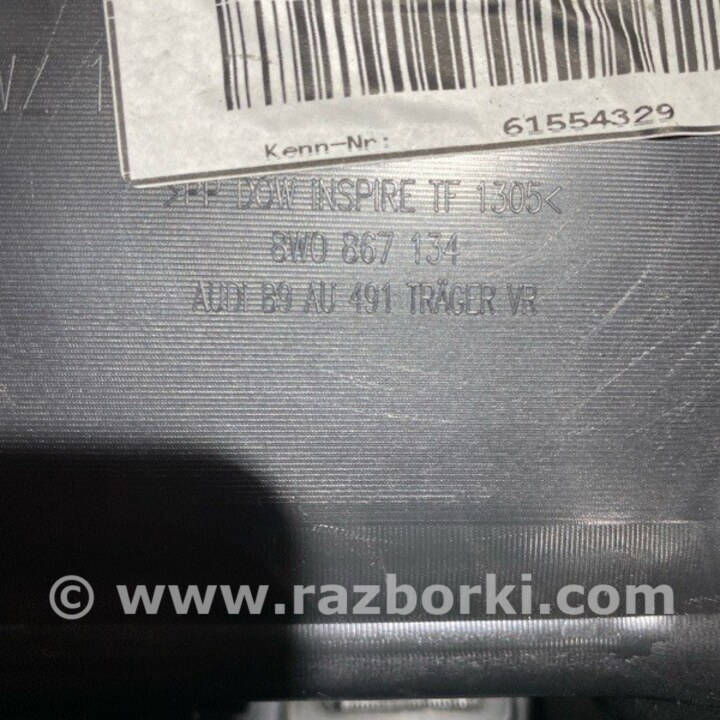 Kenn-Nr: 61554329
>PP DOW INSPIRE TF 1305<
8W0 867 134
AUDI B9 AU 491 TRÄGER VR
© www.razborki.com